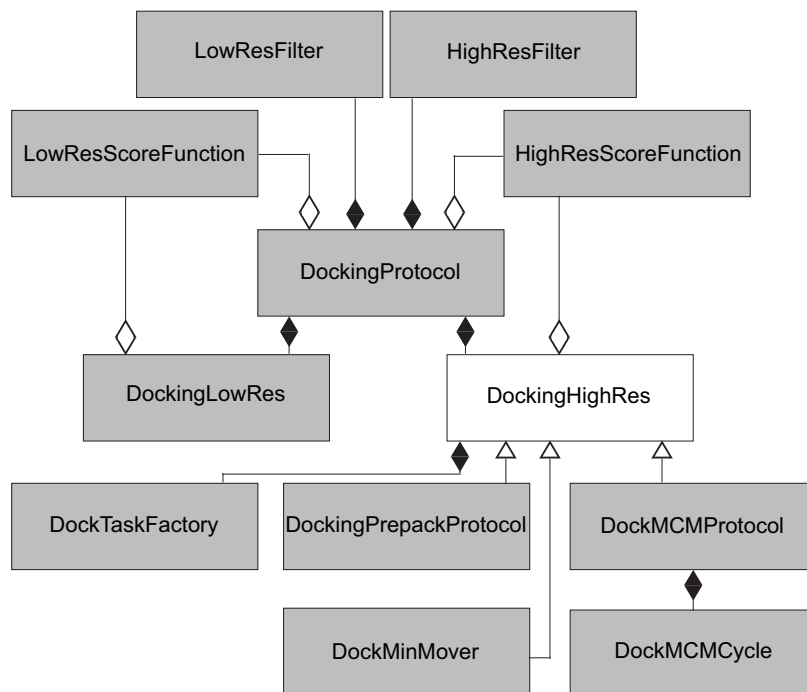 LowResFilter
HighResFilter
LowResScoreFunction
HighResScoreFunction
DockingProtocol
DockingLowRes
DockingHighRes
DockTaskFactory
DockingPrepackProtocol
DockMCMProtocol
DockMinMover
DockMCMCycle